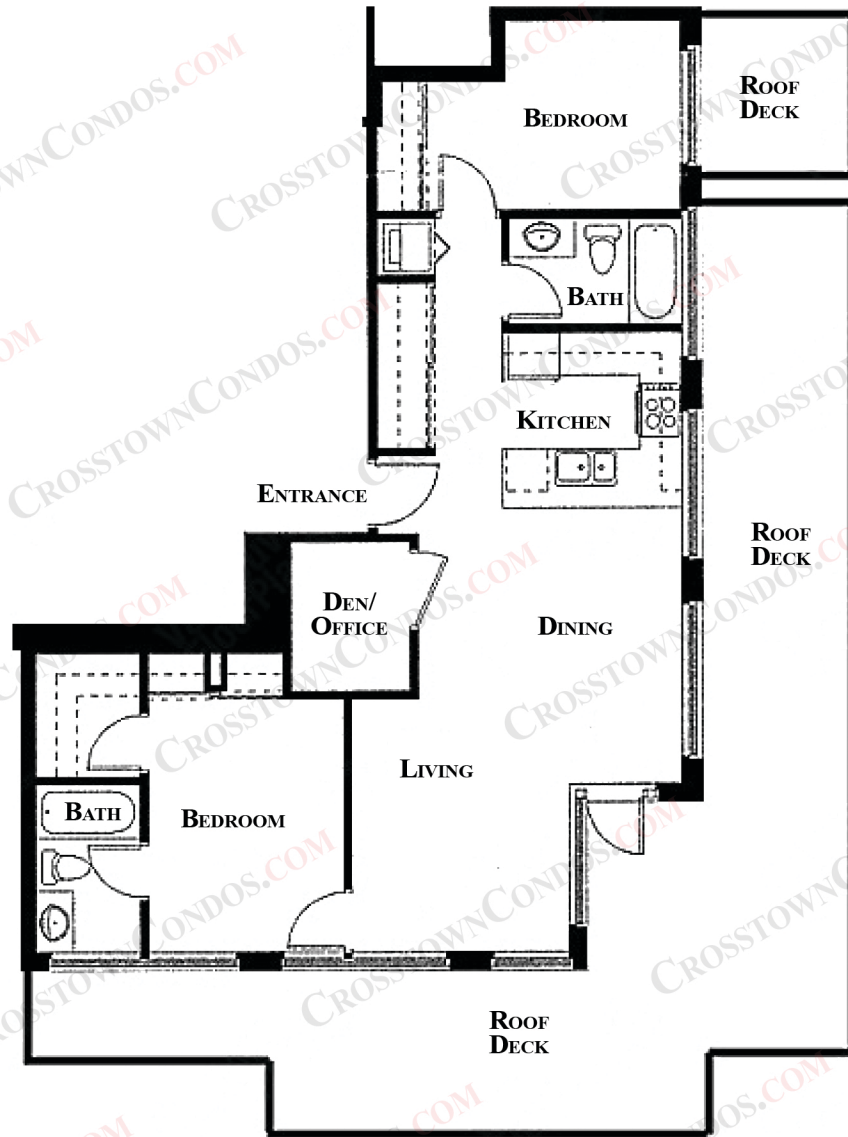 Roof
Deck
Bedroom
Bath
Kitchen
Entrance
Roof
Deck
Den/
Office
Dining
Living
Bath
Bedroom
Roof
Deck
CrosstownCondos.com